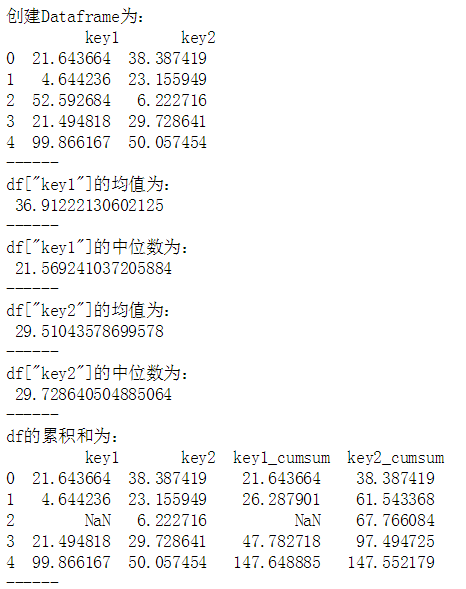 创建Dataframe为:
key1 key2
0 21.643664 38.387419
1 4.644236 23.155949
2 52.592684 6.222716
3 21.494818 29.728641
4 99.866167 50.057454
------
df["key1"]的均值为:
36.91222130602125
------
df["key1"]的中位数为:
21.569241037205884
------
df["key2"]的均值为:
29.51043578699578
------
df["key2"]的中位数为:
29.728640504885064
------
df的累积和为:
key1 key2 key1_cumsum key2_cumsum
0 21.643664 38.387419 21.643664 38.387419
1 4.644236 23.155949 26.287901 61.543368
2 NaN 6.222716 NaN 67.766084
3 21.494818 29.728641 47.782718 97.494725
4 99.866167 50.057454 147.648885 147.552179
------